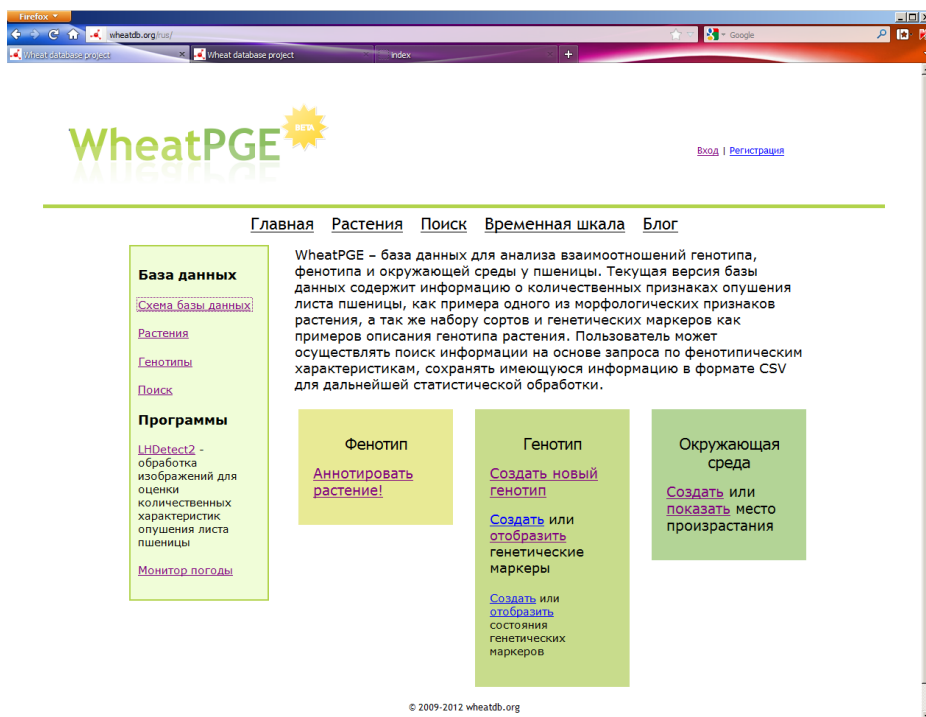 Firefox
wheatdb.org/rus/
Google
Wheat database project
Wheat database project
index
WheatPGE
BETA
Вход | Регистрация
Главная Растения Поиск Временная шкала Блог
База данных
Схема базы данных
Растения
Генотипы
Поиск
Программы
LHDetect2 -
обработка
изображений для
оценки
количественных
характеристик
опушения листа
пшеницы
Монитор погоды
WheatPGE – база данных для анализа взаимоотношений генотипа,
фенотипа и окружающей среды у пшеницы. Текущая версия базы
данных содержит информацию о количественных признаках опушения
листа пшеницы, как примера одного из морфологических признаков
растения, а так же набору сортов и генетических маркеров как
примеров описания генотипа растения. Пользователь может
осуществлять поиск информации на основе запроса по фенотипическим
характеристикам, сохранять имеющуюся информацию в формате CSV
для дальнейшей статистической обработки.
Фенотип
Аннотировать
растение!
Генотип
Создать новый
генотип
Создать или
отобразить
генетические
маркеры
Создать или
отобразить
состояния
генетических
маркеров
Окружающая
среда
Создать или
показать место
произрастания
© 2009-2012 wheatdb.org